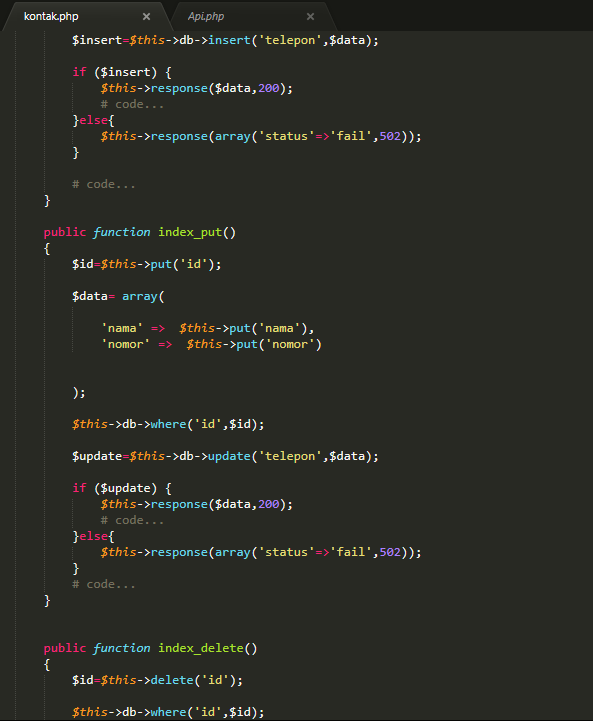 kontak.php × Api.php ×
$insert=$this->db->insert('telepon',$data);
if ($insert) {
$this->response($data,200);
# code...
}else{
$this->response(array('status'=>'fail',502));
}
# code...
}
public function index_put()
{
$id=$this->put('id');
$data= array(
'nama' =>  $this->put('nama'),
'nomor' =>  $this->put('nomor')
);
$this->db->where('id',$id);
$update=$this->db->update('telepon',$data);
if ($update) {
$this->response($data,200);
# code...
}else{
$this->response(array('status'=>'fail',502));
}
# code...
}
public function index_delete()
{
$id=$this->delete('id');
$this->db->where('id',$id);